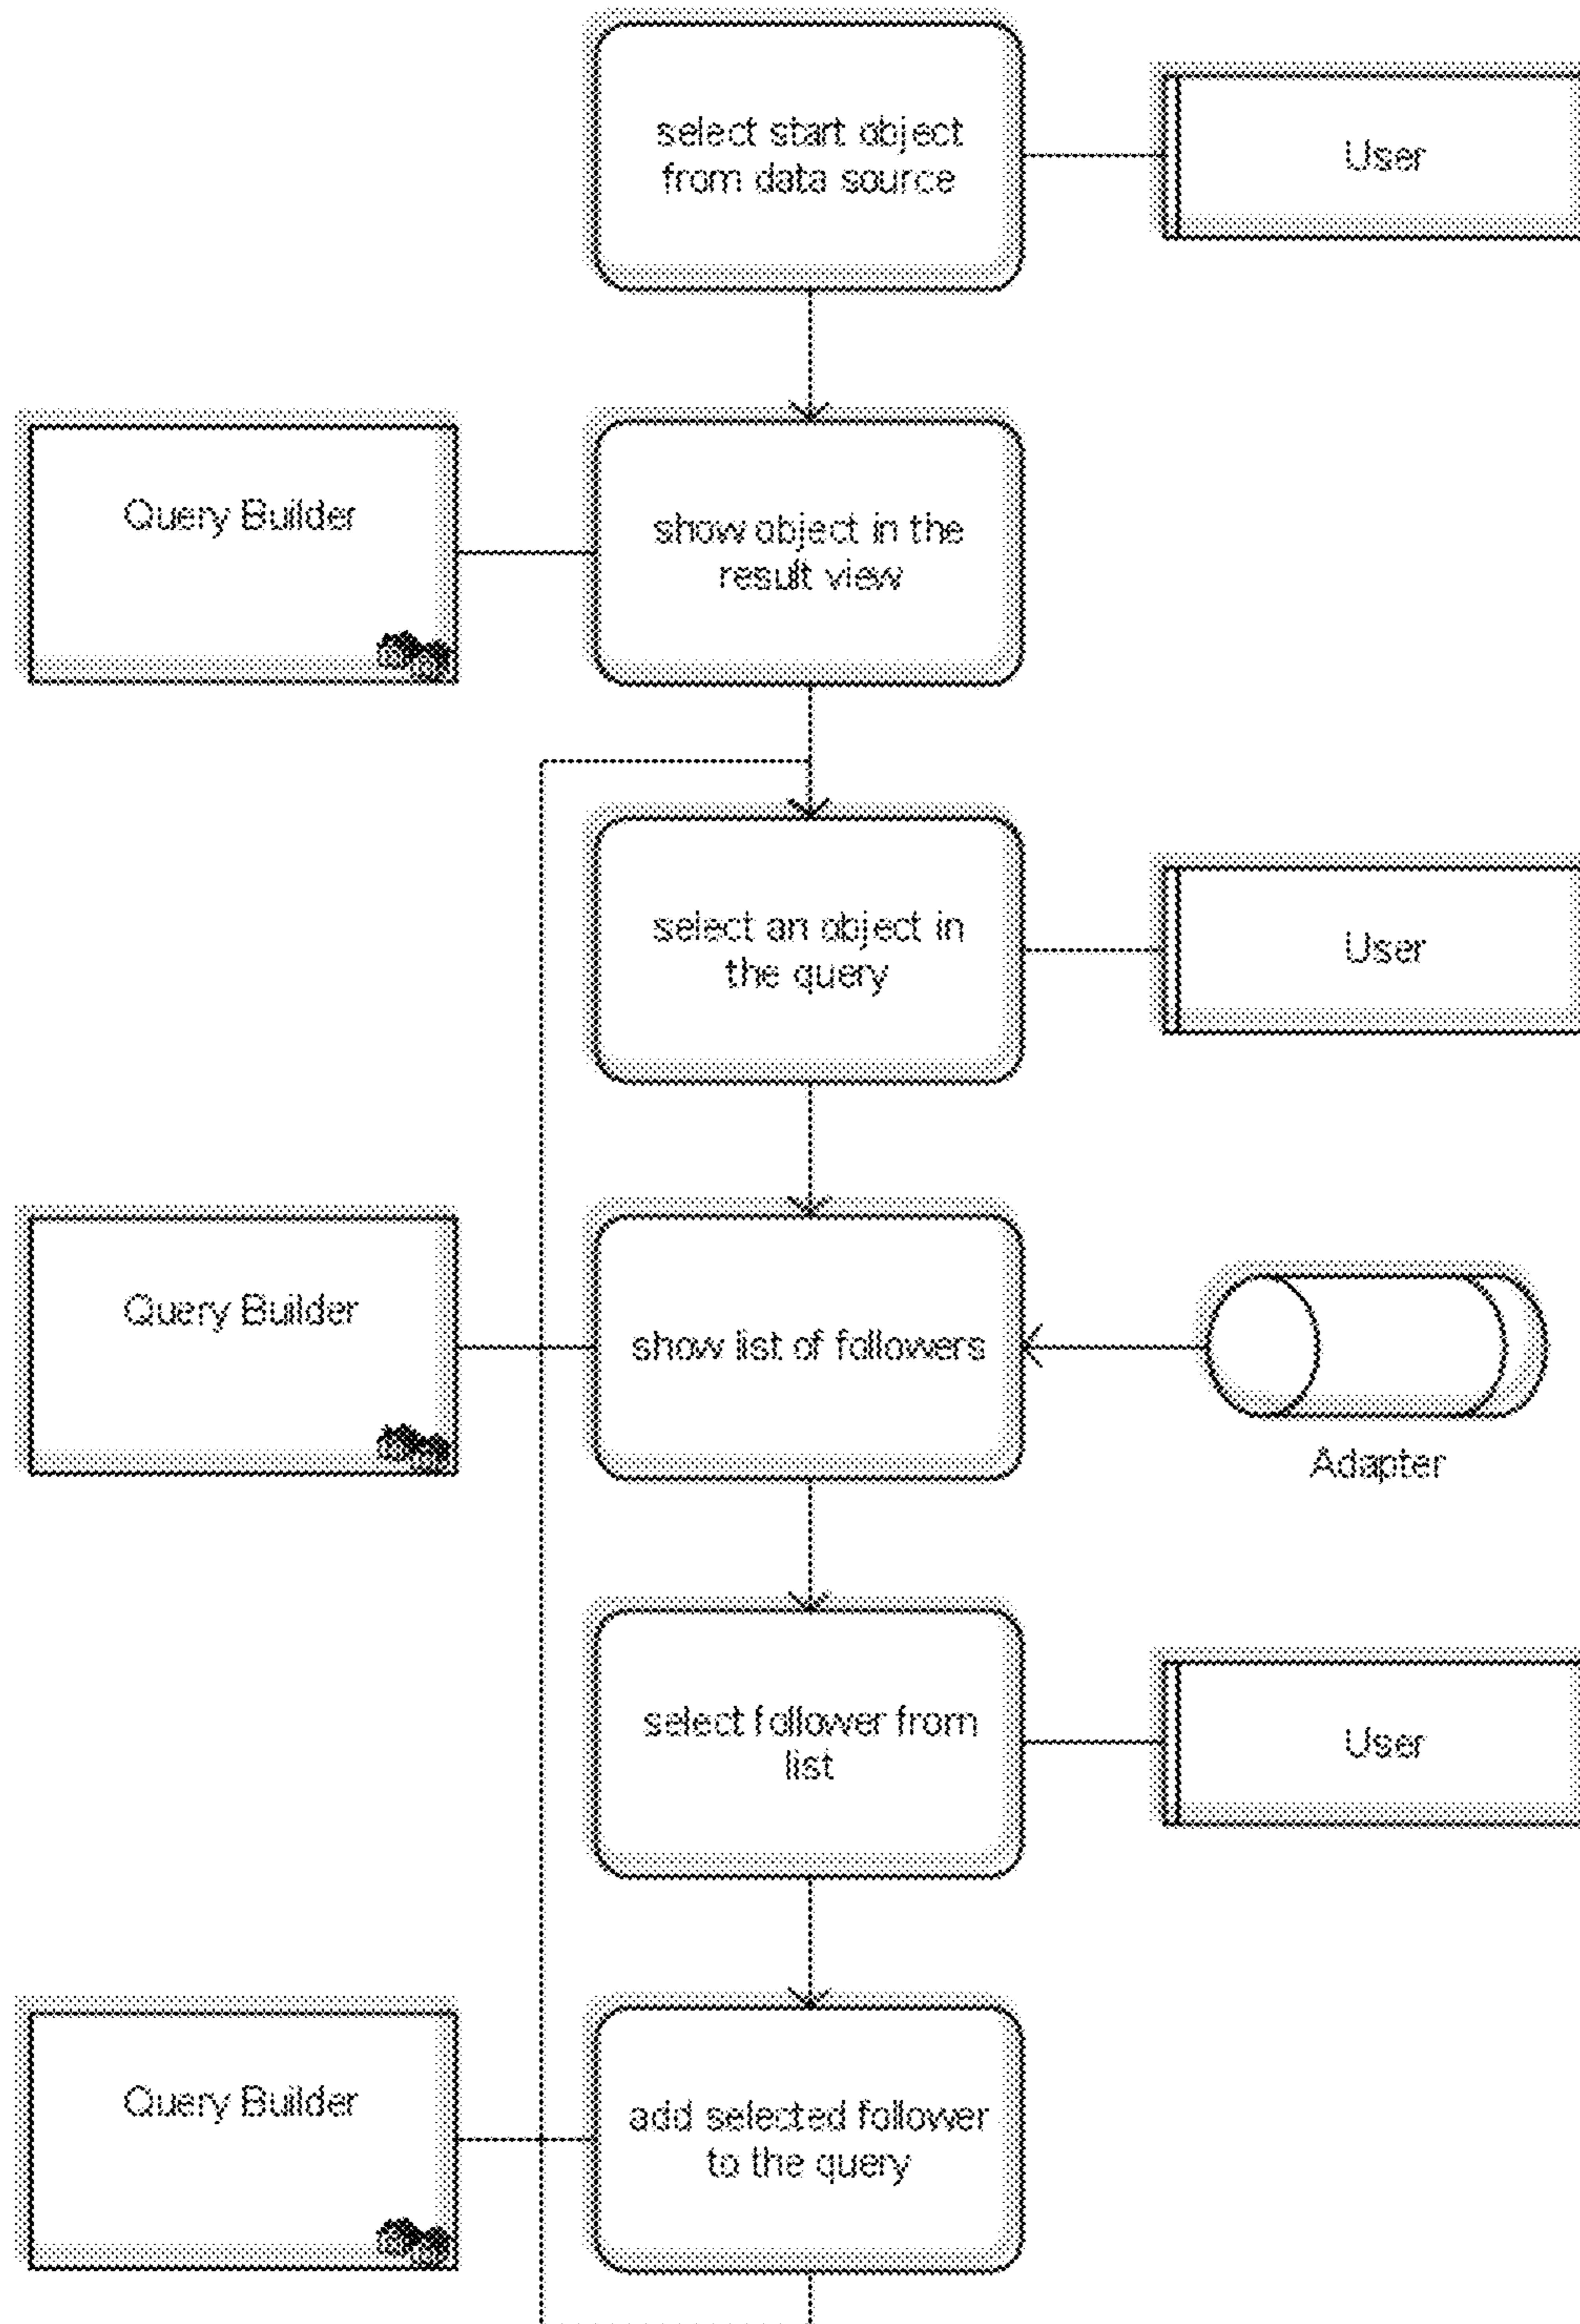 select start object
from data source
User
Query Builder
show object in the
result view
select an object in
the query
User
Query Builder
show list of followers
Adapter
select follower from
list
User
Query Builder
add selected follower
to the query